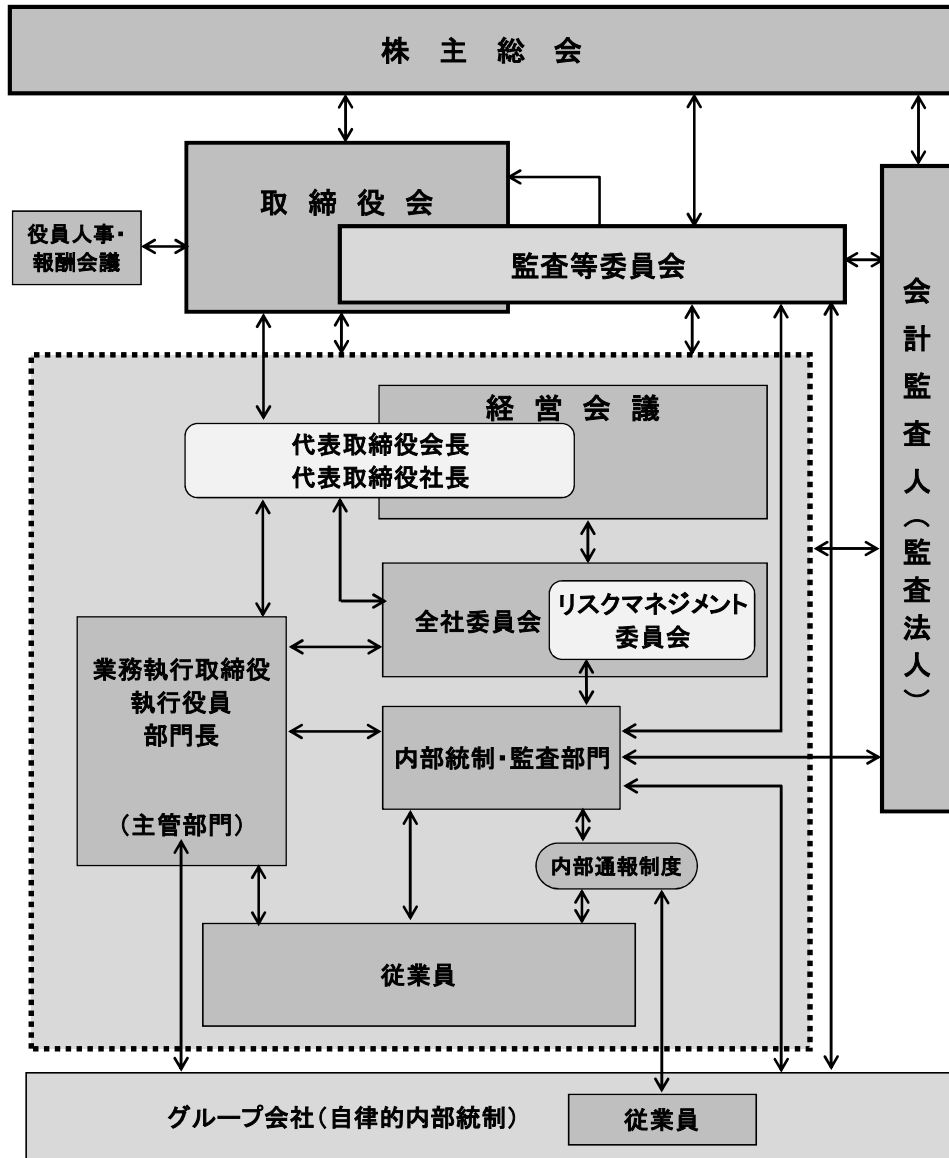 株主総会
取締役会
役員人事・
報酬会議
監査等委員会
会計監査人（監査法人）
経営会議
代表取締役会長
代表取締役社長
全社委員会
リスクマネジメント
委員会
業務執行取締役
執行役員
部門長
（主管部門）
内部統制・監査部門
内部通報制度
従業員
グループ会社（自律的内部統制）
従業員